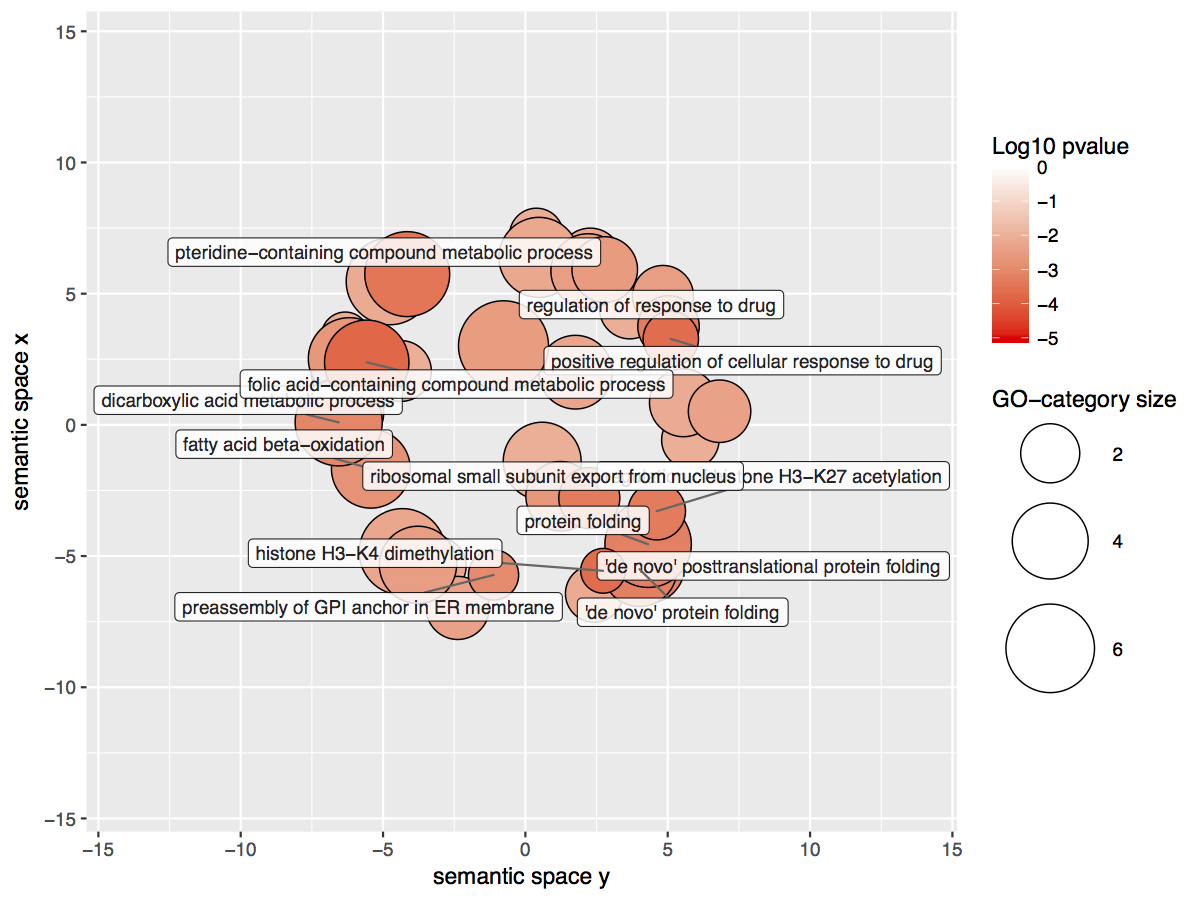 15
10
5
0
−5
−10
−15
semantic space x
pteridine−containing compound metabolic process
regulation of response to drug
positive regulation of cellular response to drug
folic acid−containing compound metabolic process
dicarboxylic acid metabolic process
fatty acid beta−oxidation
ribosomal small subunit export from nucleus
H3−K27 acetylation
protein folding
histone H3−K4 dimethylation
'de novo' posttranslational protein folding
preassembly of GPI anchor in ER membrane
'de novo' protein folding
−15 −10 −5 0 5 10 15
semantic space y
Log10 pvalue
0
−1
−2
−3
−4
−5
GO−category size
2
4
6